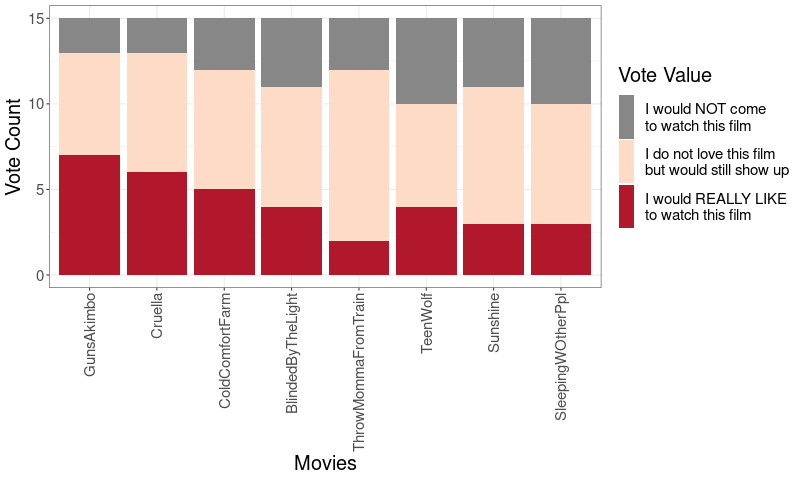 15
10
5
0
Vote Count
GunsAkimbo
Cruella
ColdComfortFarm
BlindedByTheLight
ThrowMommaFromTrain
TeenWolf
Sunshine
SleepingWOtherPpl
Movies
Vote Value
I would NOT come
to watch this film
I do not love this film
but would still show up
I would REALLY LIKE
to watch this film